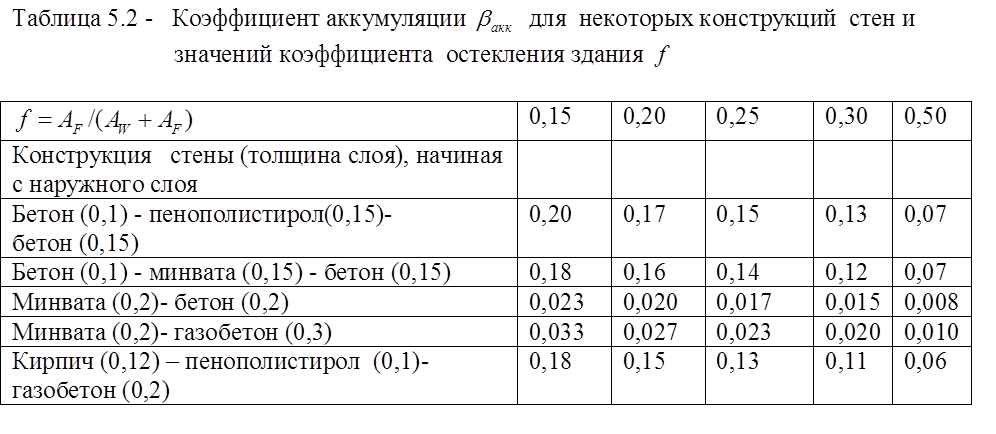 Таблица 5.2 - Коэффициент аккумуляции βакк для некоторых конструкций стен и
значений коэффициента остекления здания f
f = AF /(AW + AF) 0,15 0,20 0,25 0,30 0,50
Конструкция стены (толщина слоя), начиная
с наружного слоя
Бетон (0,1) - пенополистирол(0,15)- 0,20 0,17 0,15 0,13 0,07
бетон (0,15)
Бетон (0,1) - минвата (0,15) - бетон (0,15) 0,18 0,16 0,14 0,12 0,07
Минвата (0,2)- бетон (0,2) 0,023 0,020 0,017 0,015 0,008
Минвата (0,2)- газобетон (0,3) 0,033 0,027 0,023 0,020 0,010
Кирпич (0,12) – пенополистирол (0,1)- 0,18 0,15 0,13 0,11 0,06
газобетон (0,2)